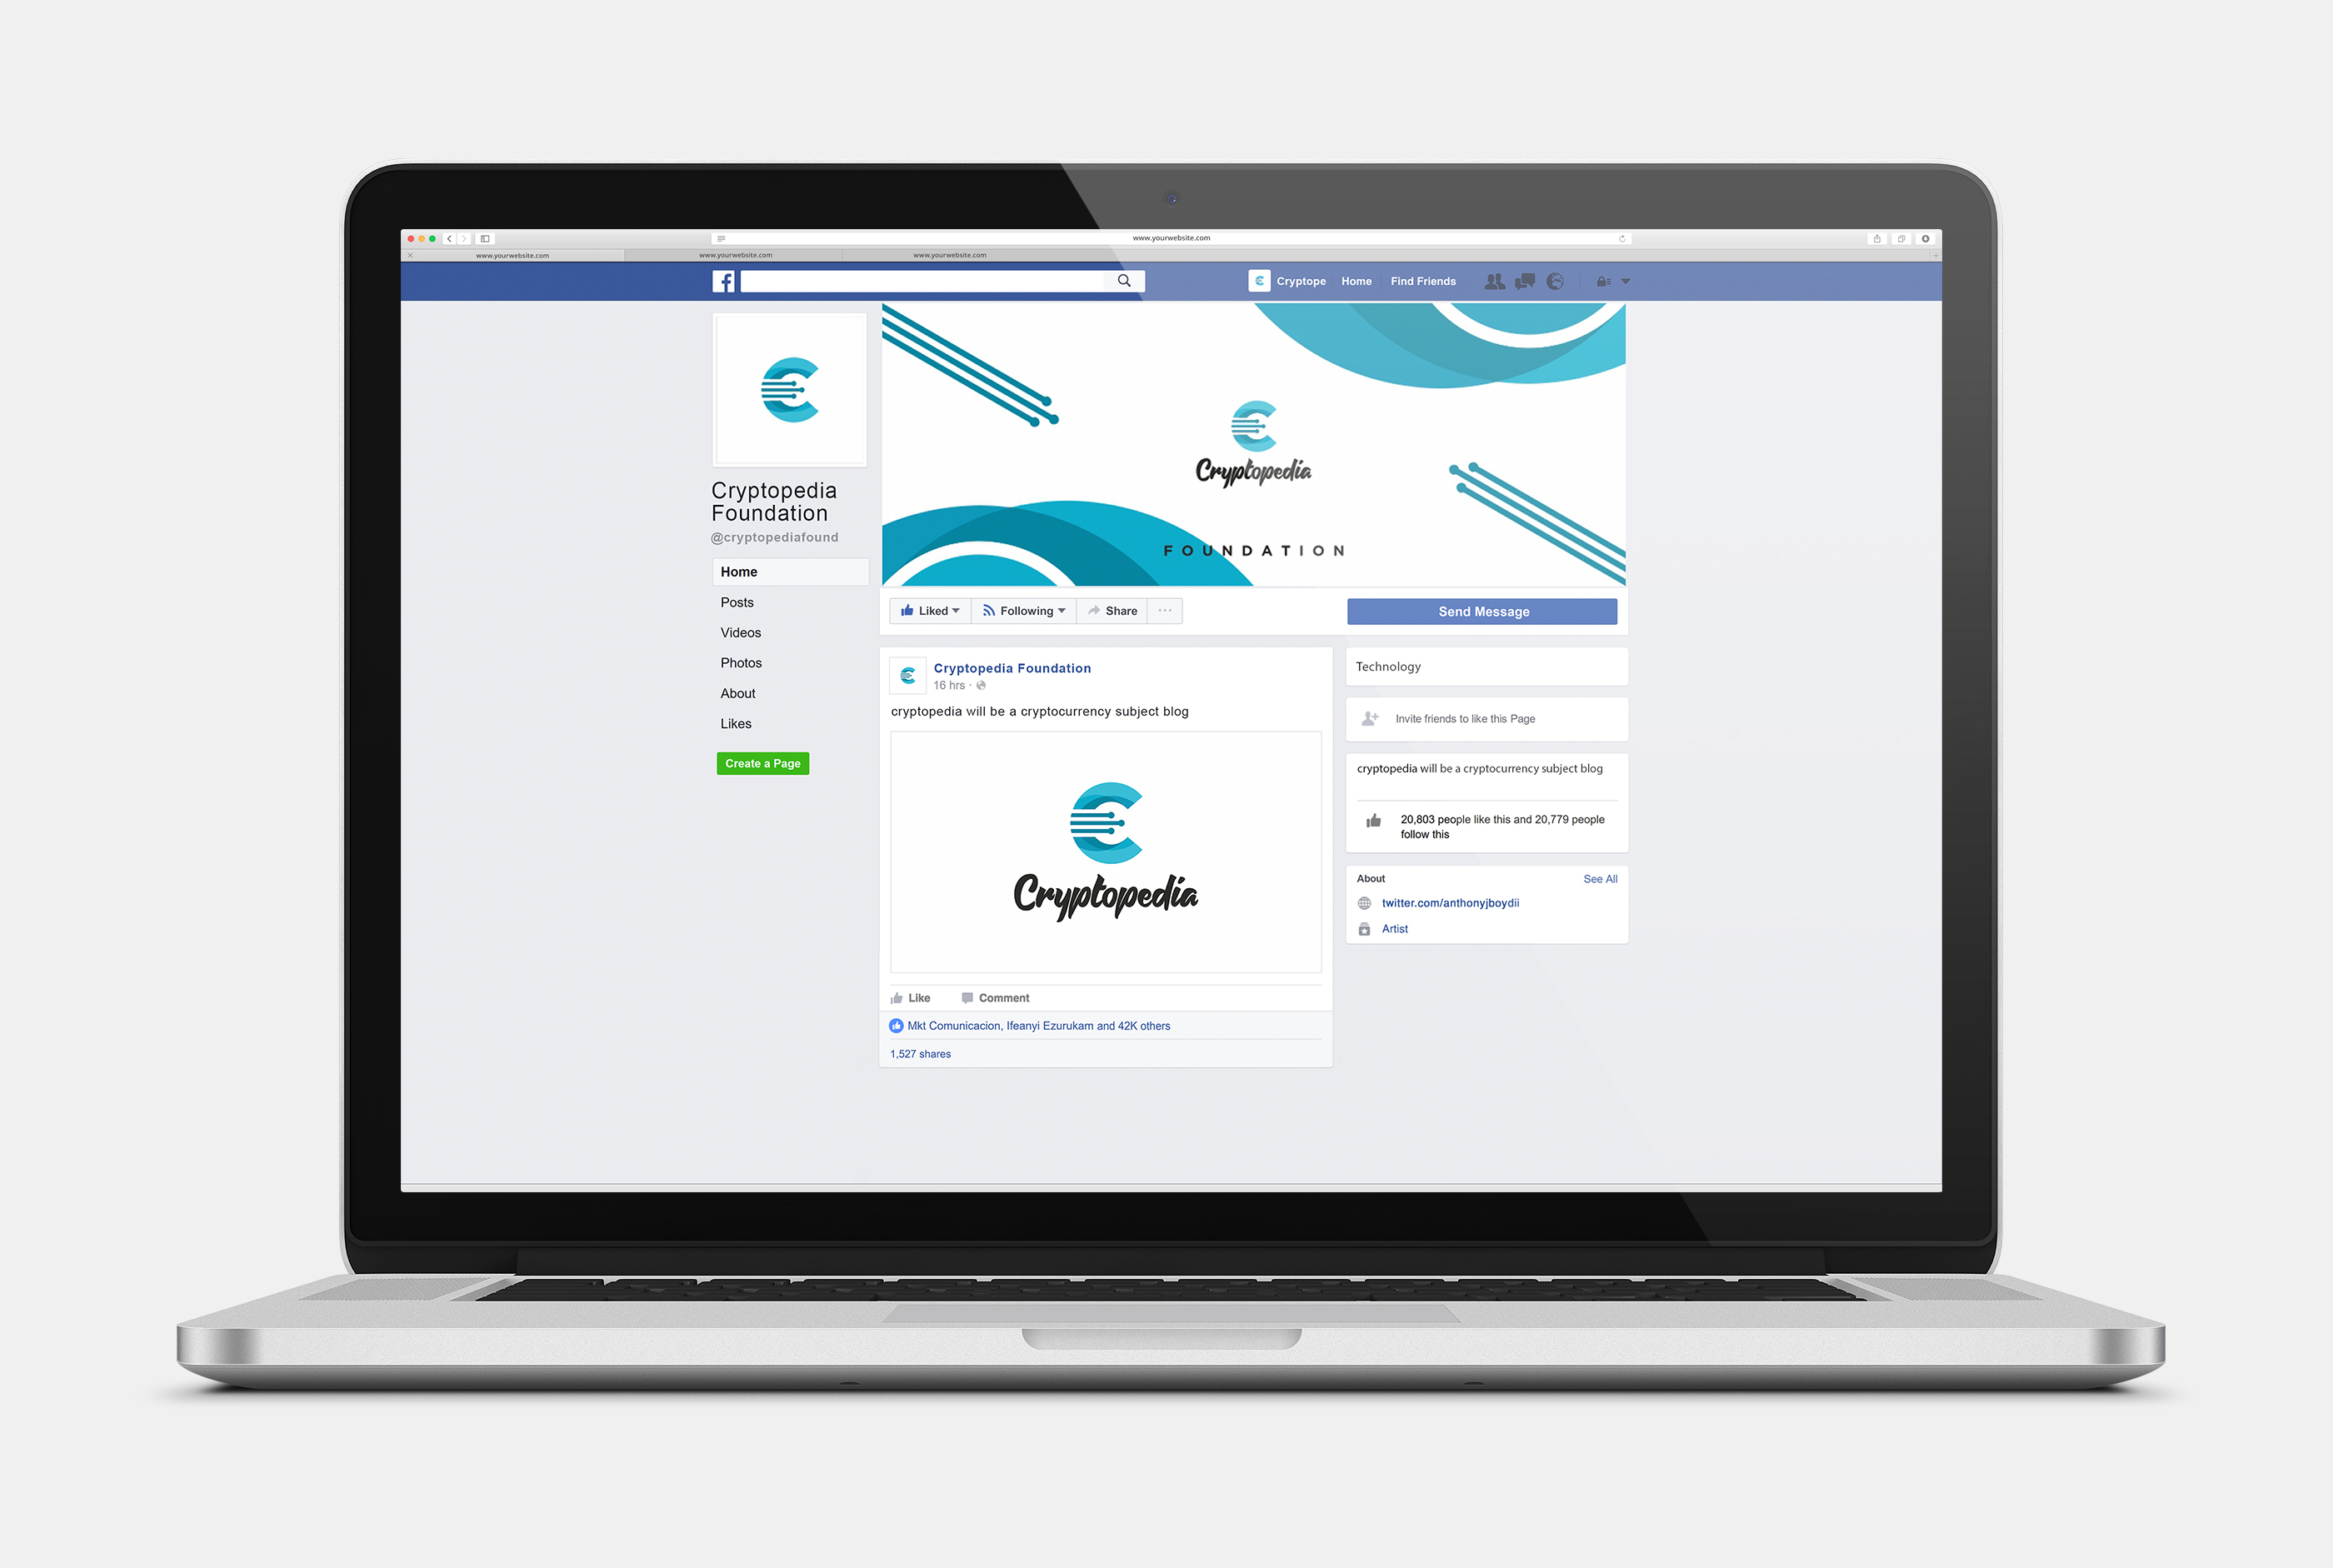 www.yourwebsite.com
www.yourwebsite.com
www.yourwebsite.com
www.yourwebsite.com
Cryptope
Home
Find Friends
Cryptopedia
Foundation
@cryptopediafound
Home
Posts
Videos
Photos
About
Likes
Create a Page
Cryptopedia
FOUNDATION
Liked
Following
Share
Send Message
Cryptopedia Foundation
16 hrs ·
cryptopedia will be a cryptocurrency subject blog
Cryptopedia
Like
Comment
Mkt Comunicacion, Ifeanyi Ezurukam and 42K others
1,527 shares
Technology
Invite friends to like this Page
cryptopedia will be a cryptocurrency subject blog
20,803 people like this and 20,779 people
follow this
About
See All
twitter.com/anthonyjboydii
Artist